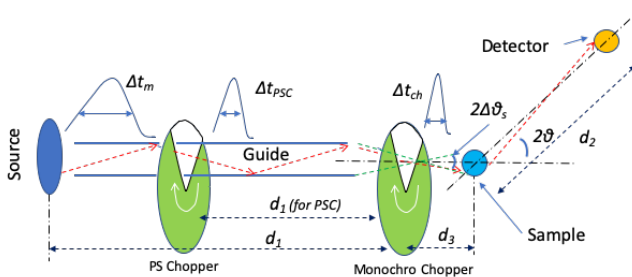 Detector
Δt_m
Δt_PSC
Δt_ch
2Δϑ_s
Source
Guide
2ϑ
d_2
d_1 (for PSC)
d_1
d_3
Sample
PS Chopper
Monochro Chopper